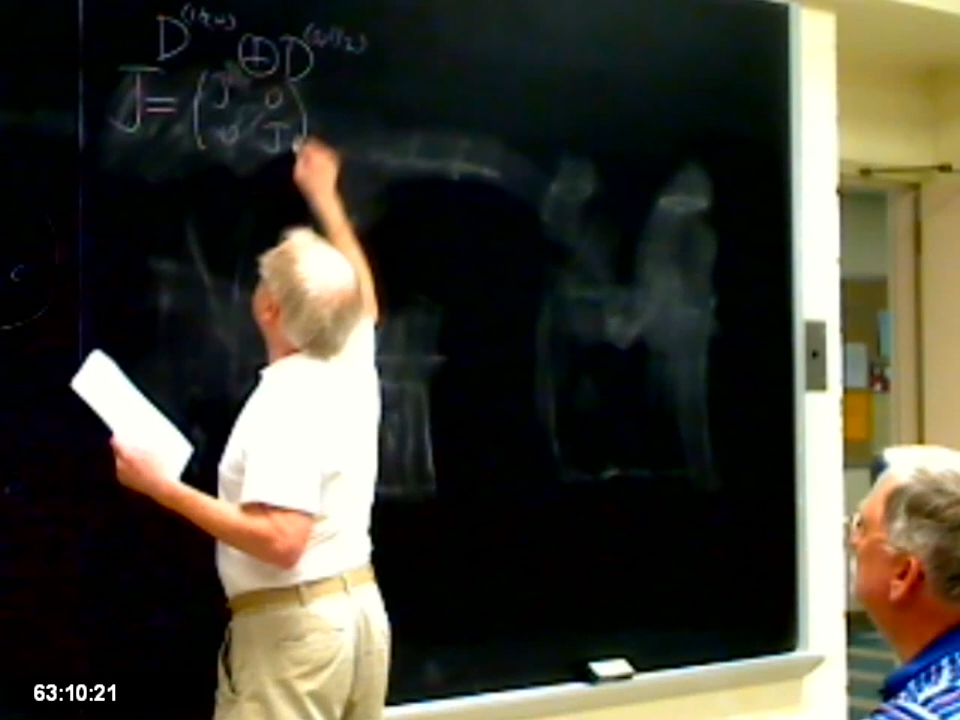 D^(1/2,0) ⊕ D^(0,1/2)
J = ( J 0
0 J )
63:10:21